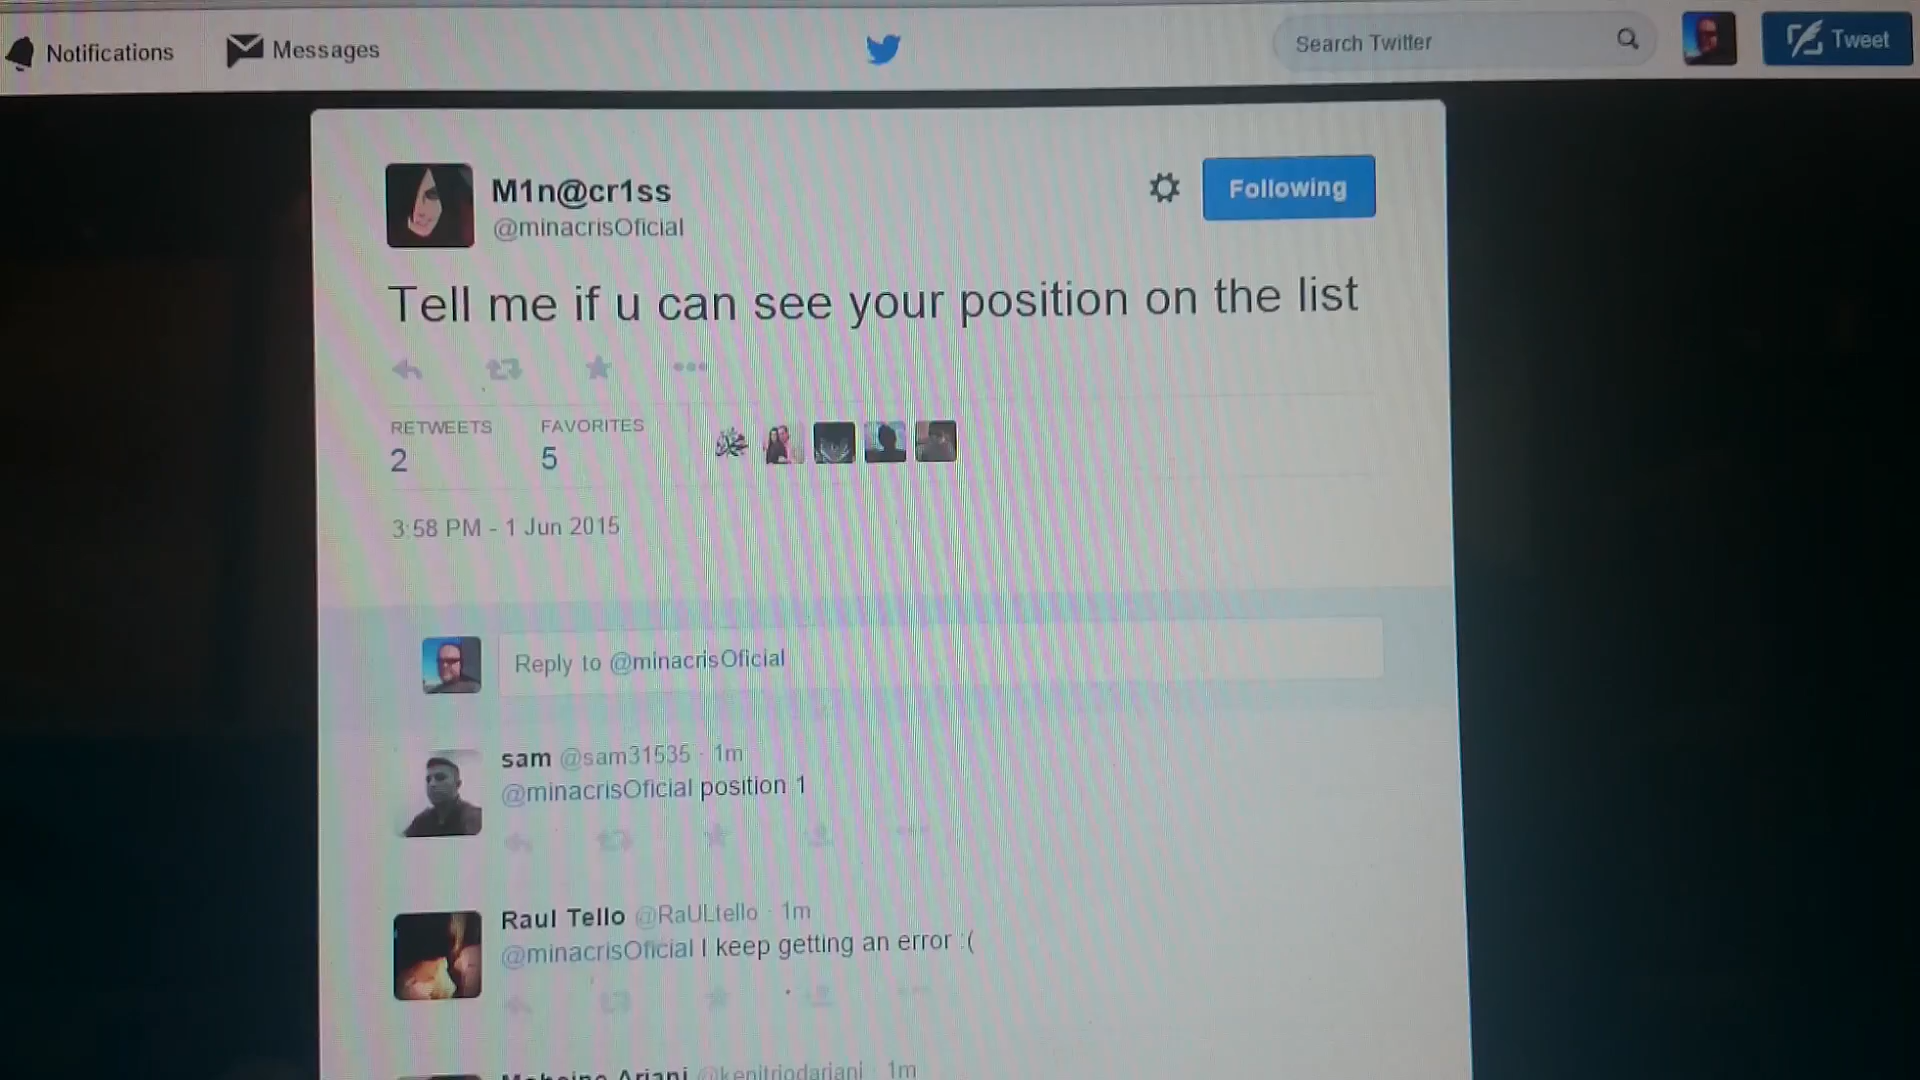 Notifications Messages Search Twitter Tweet
M1n@cr1ss
@minacrisOficial
Following
Tell me if u can see your position on the list
RETWEETS FAVORITES
2 5
3:58 PM - 1 Jun 2015
Reply to @minacrisOficial
sam @sam31535 · 1m
@minacrisOficial position 1
Raul Tello @RaULtello · 1m
@minacrisOficial I keep getting an error :(
Ariani @kenitriodariani · 1m